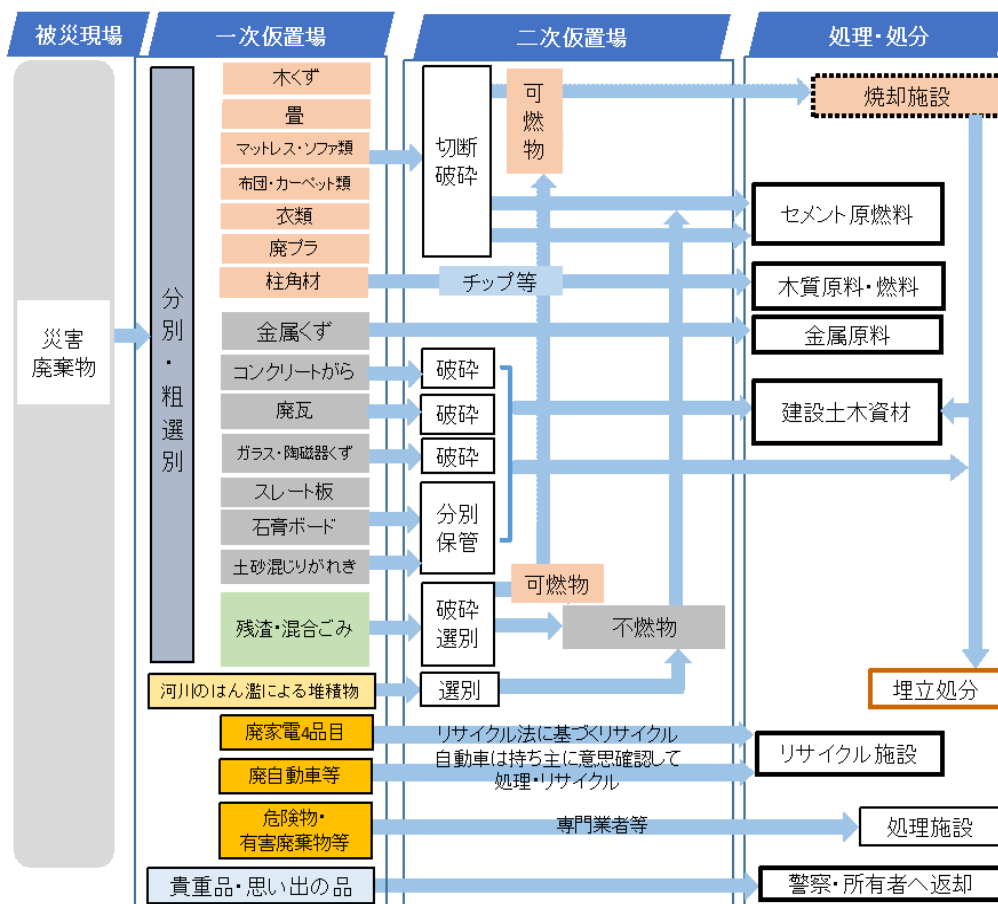 被災現場
一次仮置場
二次仮置場
処理・処分
災害
廃棄物
分別・粗選別
木くず
畳
マットレス・ソファ類
布団・カーペット類
衣類
廃プラ
柱角材
金属くず
コンクリートがら
廃瓦
ガラス・陶磁器くず
スレート板
石膏ボード
土砂混じりがれき
残渣・混合ごみ
河川のはん濫による堆積物
廃家電4品目
廃自動車等
危険物・
有害廃棄物等
貴重品・思い出の品
切断
破砕
可燃物
チップ等
破砕
破砕
破砕
分別
保管
破砕
選別
可燃物
不燃物
選別
リサイクル法に基づくリサイクル
自動車は持ち主に意思確認して
処理・リサイクル
専門業者等
焼却施設
セメント原燃料
木質原料・燃料
金属原料
建設土木資材
埋立処分
リサイクル施設
処理施設
警察・所有者へ返却